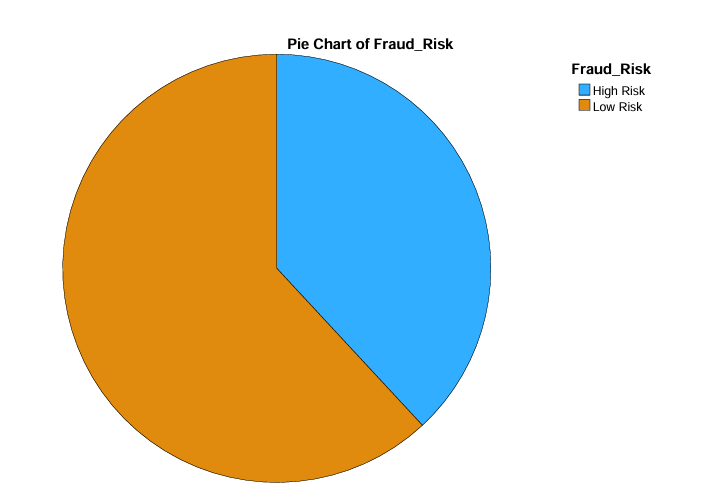 Pie Chart of Fraud_Risk
Fraud_Risk
High Risk
Low Risk